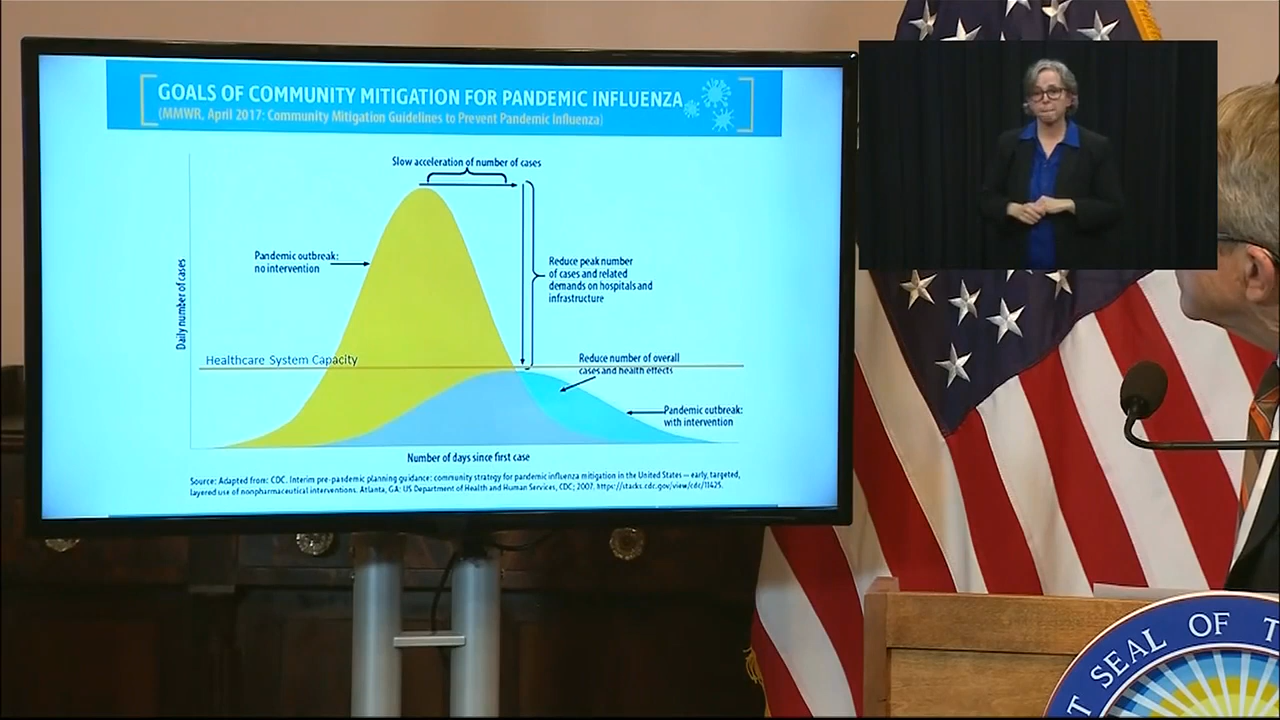 GOALS OF COMMUNITY MITIGATION FOR PANDEMIC INFLUENZA
(MMWR, April 2017: Community Mitigation Guidelines to Prevent Pandemic Influenza)
Slow acceleration of number of cases
Pandemic outbreak:
no intervention
Reduce peak number
of cases and related
demands on hospitals and
infrastructure
Daily number of cases
Healthcare System Capacity
Reduce number of overall
cases and health effects
Pandemic outbreak:
with intervention
Number of days since first case
Source: Adapted from: CDC. Interim pre-pandemic planning guidance: community strategy for pandemic influenza mitigation in the United States — early, targeted,
layered use of nonpharmaceutical interventions. Atlanta, GA: US Department of Health and Human Services, CDC; 2007. https://stacks.cdc.gov/view/cdc/11425.
T SEAL OF T